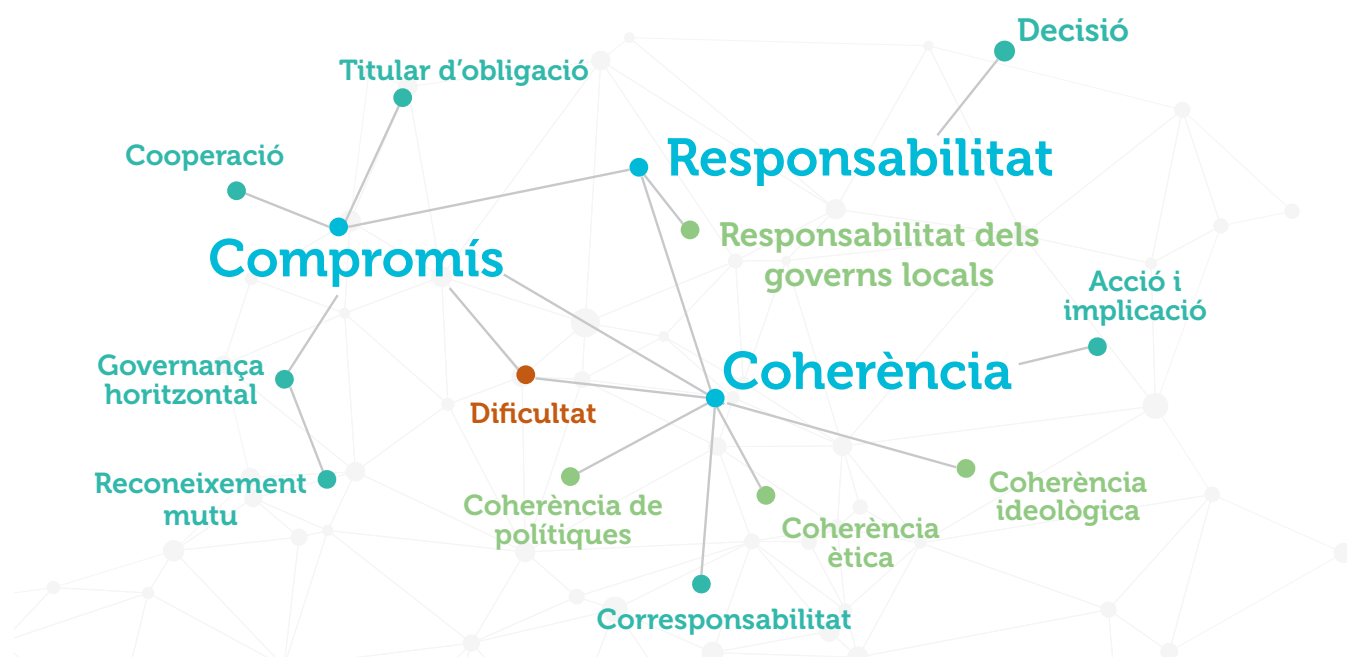 Decisió
Titular d’obligació
Cooperació
Responsabilitat
Responsabilitat dels
governs locals
Compromís
Acció i
implicació
Coherència
Governança
horitzontal
Dificultat
Reconeixement
mutu
Coherència de
polítiques
Coherència
ètica
Coherència
ideològica
Corresponsabilitat